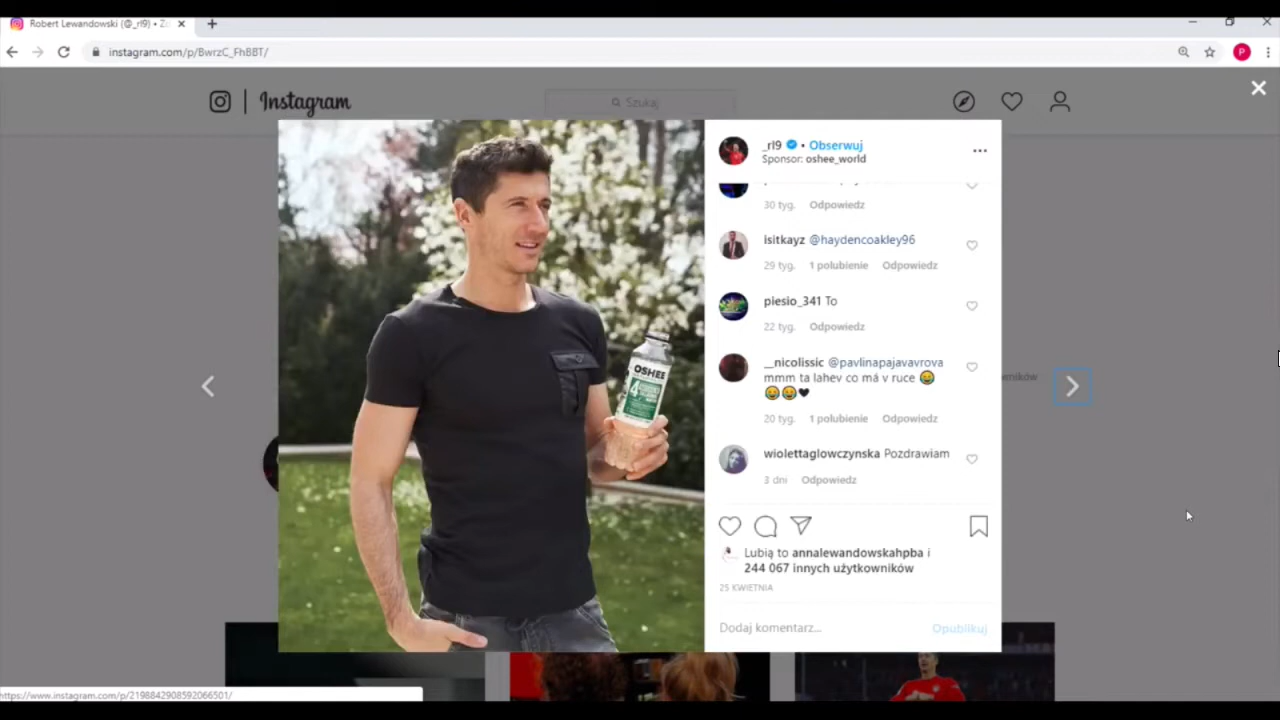 Robert Lewandowski (@_rl9) •
instagram.com/p/BwrzC_FhBBT/
P
Instagram
Szukaj
_rl9 • Obserwuj
Sponsor: oshee_world
30 tyg. Odpowiedz
isitkayz @haydencoakley96
29 tyg. 1 polubienie Odpowiedz
piesio_341 To
22 tyg. Odpowiedz
__nicolissic @pavlinapajavavrova
mmm ta lahev co má v ruce 😂
😂😂🖤
20 tyg. 1 polubienie Odpowiedz
wiolettaglowczynska Pozdrawiam
3 dni Odpowiedz
Lubią to annalewandowskahpba i
244 067 innych użytkowników
25 KWIETNIA
Dodaj komentarz... Opublikuj
OSHEE
4
https://www.instagram.com/p/2198842908592066501/